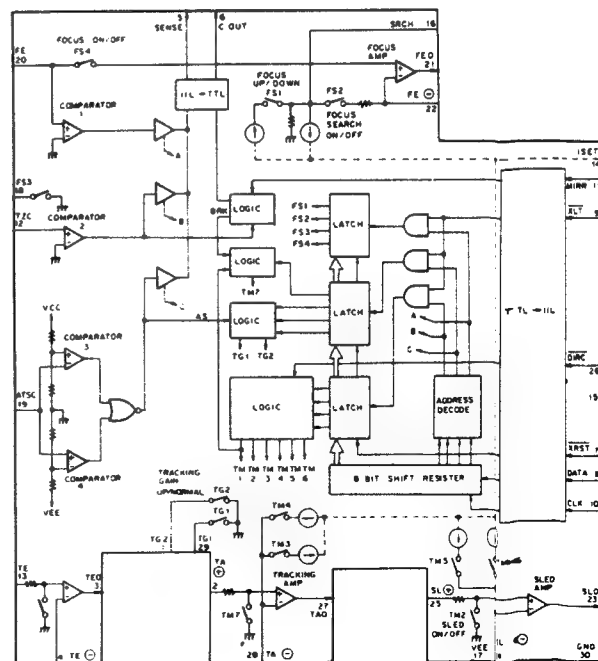 5
SENSE
6
C OUT
SRCH 16
FE
20
FOCUS ON/OFF
FS4
FOCUS
AMP
FEO
21
FOCUS
UP/DOWN
FS1
FS2
FOCUS
SEARCH
ON/OFF
FE ⊖
22
IIL → TTL
COMPARATOR
1
A
ISET
FS3
TZC
12
COMPARATOR
2
B
BRK
LOGIC
FS1
FS2
FS3
FS4
LATCH
MIRR
XLT
LOGIC
TM7
LATCH
AS
LOGIC
TG1
TG2
A
B
C
TTL → IIL
VCC
COMPARATOR
3
ATSC
19
COMPARATOR
4
VEE
LOGIC
LATCH
ADDRESS
DECODE
DIRC
15
XRST
DATA
CLK 10
TM
1
TM
2
TM
4
TM
5
TM
6
8 BIT SHIFT REGISTER
TRACKING
GAIN
UP/NORMAL
TG2
TG1
TG2
TG1
29
TM4
TM3
TE
13
TEO
3
4 TE ⊖
TA
⊕
2
TM7
TRACKING
AMP
27
TAO
28 TA ⊖
TM5
SL ⊕
25
TM2
SLED
ON/OFF
VEE
17
SLED
AMP
SLO
23
⊖
GND
30